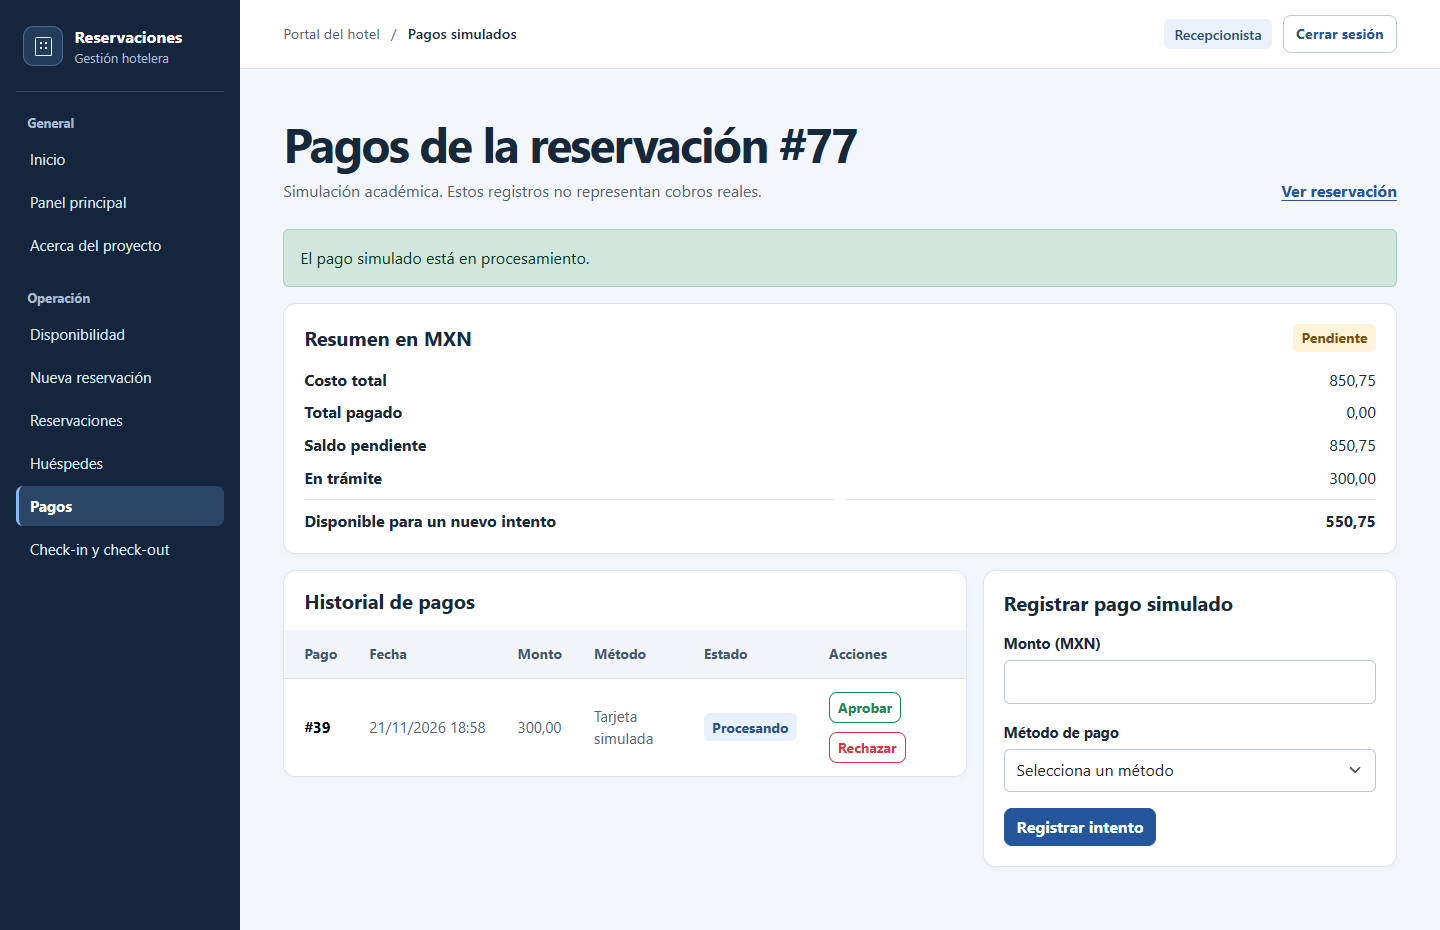 Reservaciones
Gestión hotelera
General
Inicio
Panel principal
Acerca del proyecto
Operación
Disponibilidad
Nueva reservación
Reservaciones
Huéspedes
Pagos
Check-in y check-out
Portal del hotel / Pagos simulados
Recepcionista
Cerrar sesión
Pagos de la reservación #77
Simulación académica. Estos registros no representan cobros reales.
Ver reservación
El pago simulado está en procesamiento.
Resumen en MXN
Pendiente
Costo total 850,75
Total pagado 0,00
Saldo pendiente 850,75
En trámite 300,00
Disponible para un nuevo intento 550,75
Historial de pagos
Pago Fecha Monto Método Estado Acciones
#39 21/11/2026 18:58 300,00 Tarjeta simulada Procesando
Aprobar
Rechazar
Registrar pago simulado
Monto (MXN)
Método de pago
Selecciona un método
Registrar intento